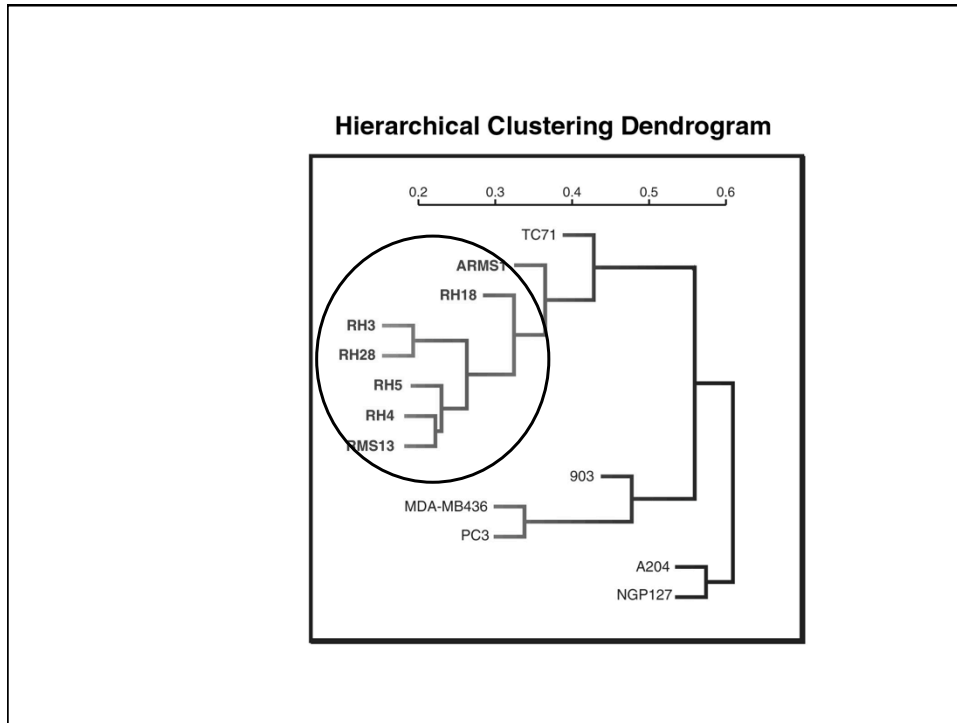 Hierarchical Clustering Dendrogram
0.2 0.3 0.4 0.5 0.6
TC71
ARMS1
RH18
RH3
RH28
RH5
RH4
RMS13
903
MDA-MB436
PC3
A204
NGP127